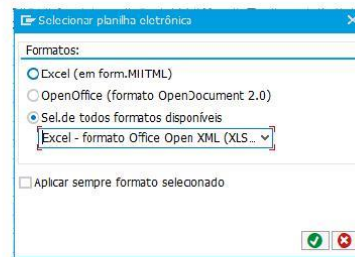 Selecionar planilha eletrônica
Formatos:
Excel (em form.MIITML)
OpenOffice (formato OpenDocument 2.0)
Sel.de todos formatos disponíveis
Excel - formato Office Open XML (XLS...
Aplicar sempre formato selecionado